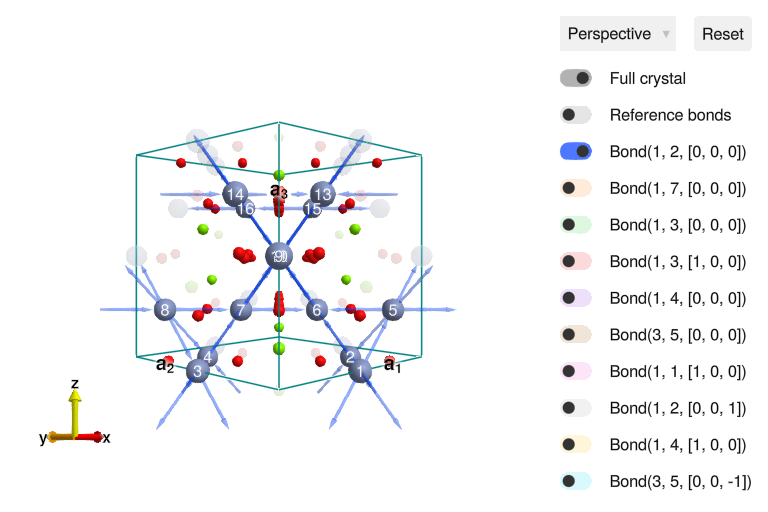 Perspective
Reset
Full crystal
Reference bonds
Bond(1, 2, [0, 0, 0])
Bond(1, 7, [0, 0, 0])
Bond(1, 3, [0, 0, 0])
Bond(1, 3, [1, 0, 0])
Bond(1, 4, [0, 0, 0])
Bond(3, 5, [0, 0, 0])
Bond(1, 1, [1, 0, 0])
Bond(1, 2, [0, 0, 1])
Bond(1, 4, [1, 0, 0])
Bond(3, 5, [0, 0, -1])
14 a3 13
16 15
8 7 6 5
4 2
a2 3 1 a1
z
y x